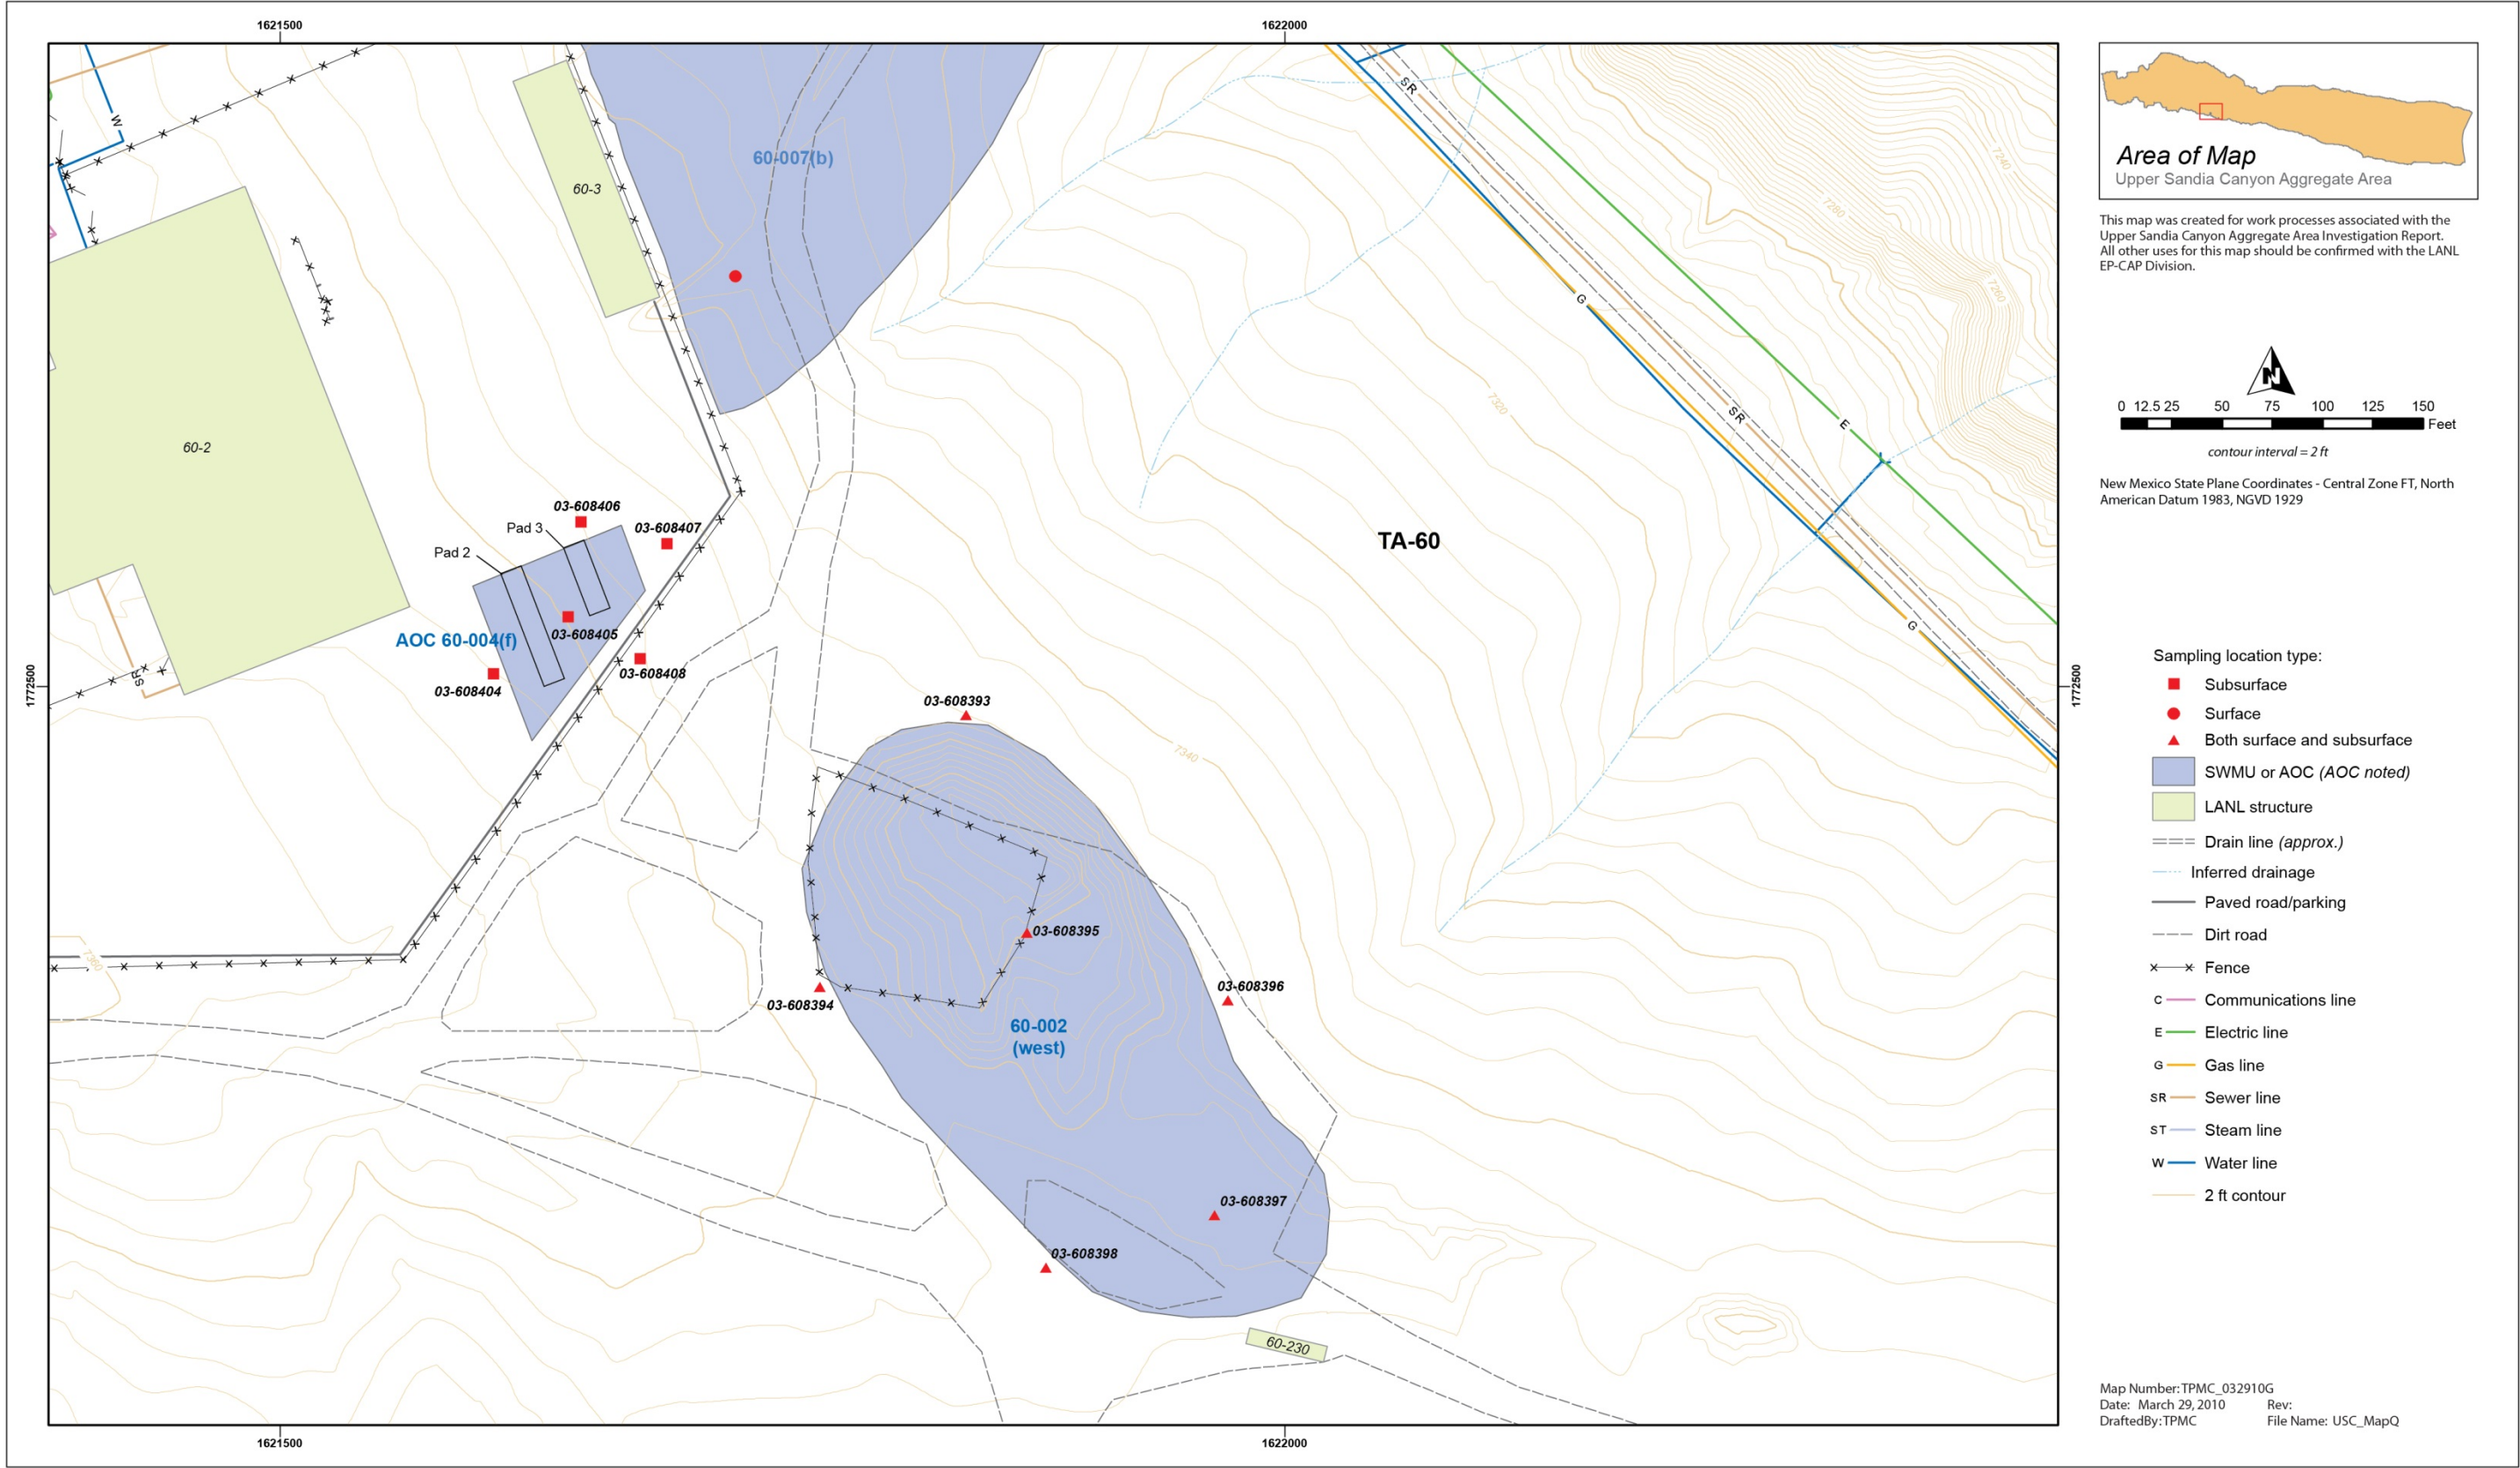 1621500
1622000
W
SR
60-007(b)
60-3
7240
7260
7260
G
60-2
7320
SR
E
03-608406
Pad 3
03-608407
Pad 2
TA-60
AOC 60-004(f)
03-608405
G
03-608408
03-608404
SR
1772500
1772500
03-608393
7340
03-608395
7360
03-608394
03-608396
60-002
(west)
03-608397
03-608398
60-230
1621500
1622000
Area of Map
Upper Sandia Canyon Aggregate Area
This map was created for work processes associated with the
Upper Sandia Canyon Aggregate Area Investigation Report.
All other uses for this map should be confirmed with the LANL
EP-CAP Division.
N
0 12.5 25 50 75 100 125 150
Feet
contour interval = 2 ft
New Mexico State Plane Coordinates - Central Zone FT, North
American Datum 1983, NGVD 1929
Sampling location type:
Subsurface
Surface
Both surface and subsurface
SWMU or AOC (AOC noted)
LANL structure
Drain line (approx.)
Inferred drainage
Paved road/parking
Dirt road
Fence
C Communications line
E Electric line
G Gas line
SR Sewer line
ST Steam line
W Water line
2 ft contour
Map Number: TPMC_032910G
Date: March 29, 2010 Rev:
DraftedBy: TPMC File Name: USC_MapQ